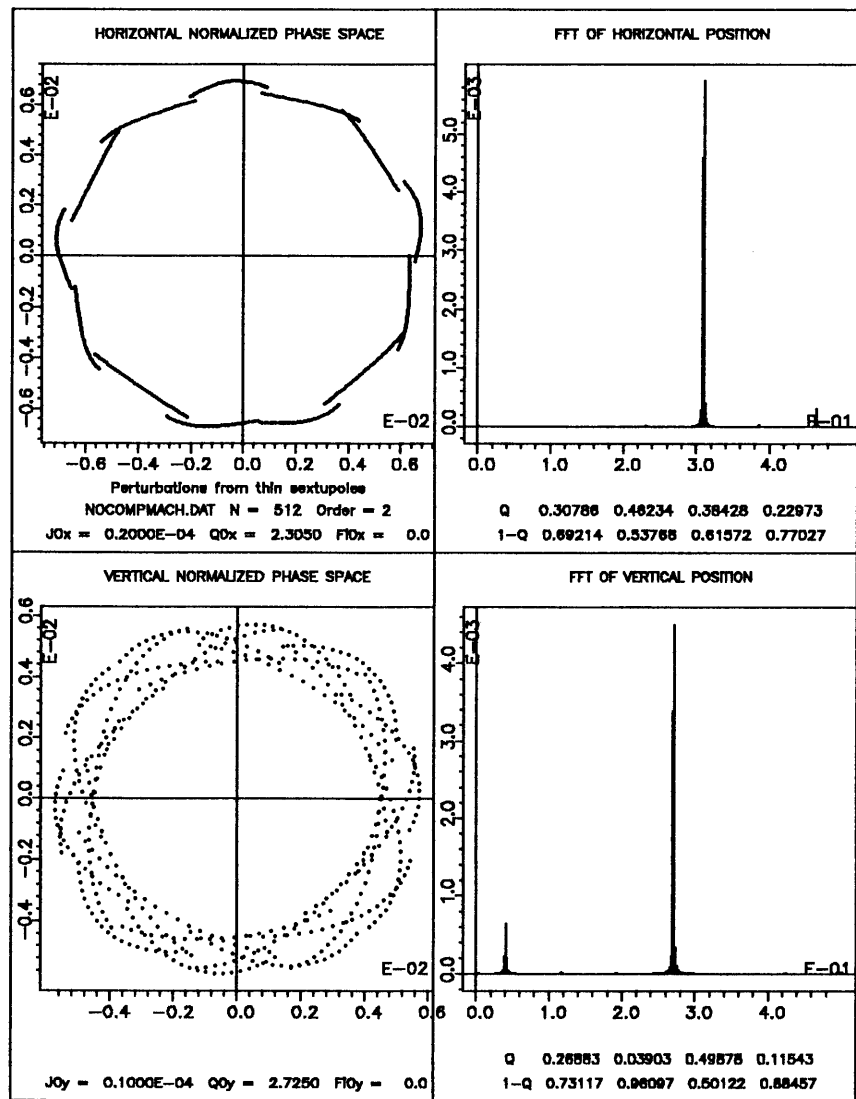 HORIZONTAL NORMALIZED PHASE SPACE
E-02
0.6
0.4
0.2
0.0
-0.2
-0.4
-0.6
E-02
-0.6 -0.4 -0.2 0.0 0.2 0.4 0.6
Perturbations from thin sextupoles
NOCOMPMACH.DAT N = 512 Order = 2
J0x = 0.2000E-04 Q0x = 2.3050 FI0x = 0.0
FFT OF HORIZONTAL POSITION
E-03
5.0
4.0
3.0
2.0
1.0
0.0
E-01
0.0 1.0 2.0 3.0 4.0
Q 0.30786 0.46234 0.38428 0.22973
1-Q 0.69214 0.53766 0.61572 0.77027
VERTICAL NORMALIZED PHASE SPACE
E-02
0.6
0.4
0.2
0.0
-0.2
-0.4
E-02
-0.4 -0.2 0.0 0.2 0.4 0.6
J0y = 0.1000E-04 Q0y = 2.7250 FI0y = 0.0
FFT OF VERTICAL POSITION
E-03
4.0
3.0
2.0
1.0
0.0
E-01
0.0 1.0 2.0 3.0 4.0
Q 0.26883 0.03903 0.49878 0.11543
1-Q 0.73117 0.96097 0.50122 0.88457